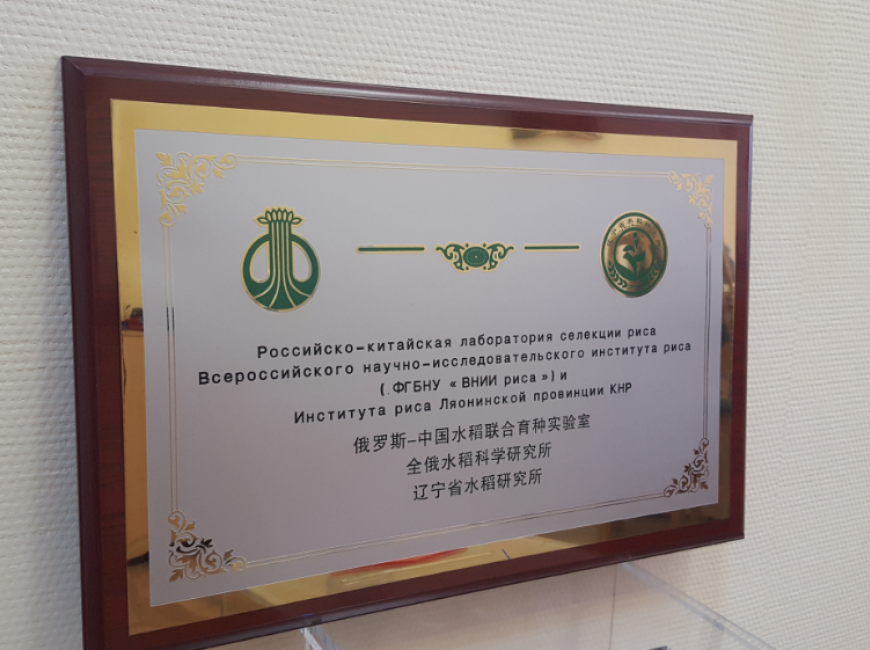 Российско-китайская лаборатория селекции риса
Всероссийского научно-исследовательского института риса
( ФГБНУ « ВНИИ риса ») и
Института риса Ляонинской провинции КНР
俄罗斯-中国水稻联合育种实验室
全俄水稻科学研究所
辽宁省水稻研究所